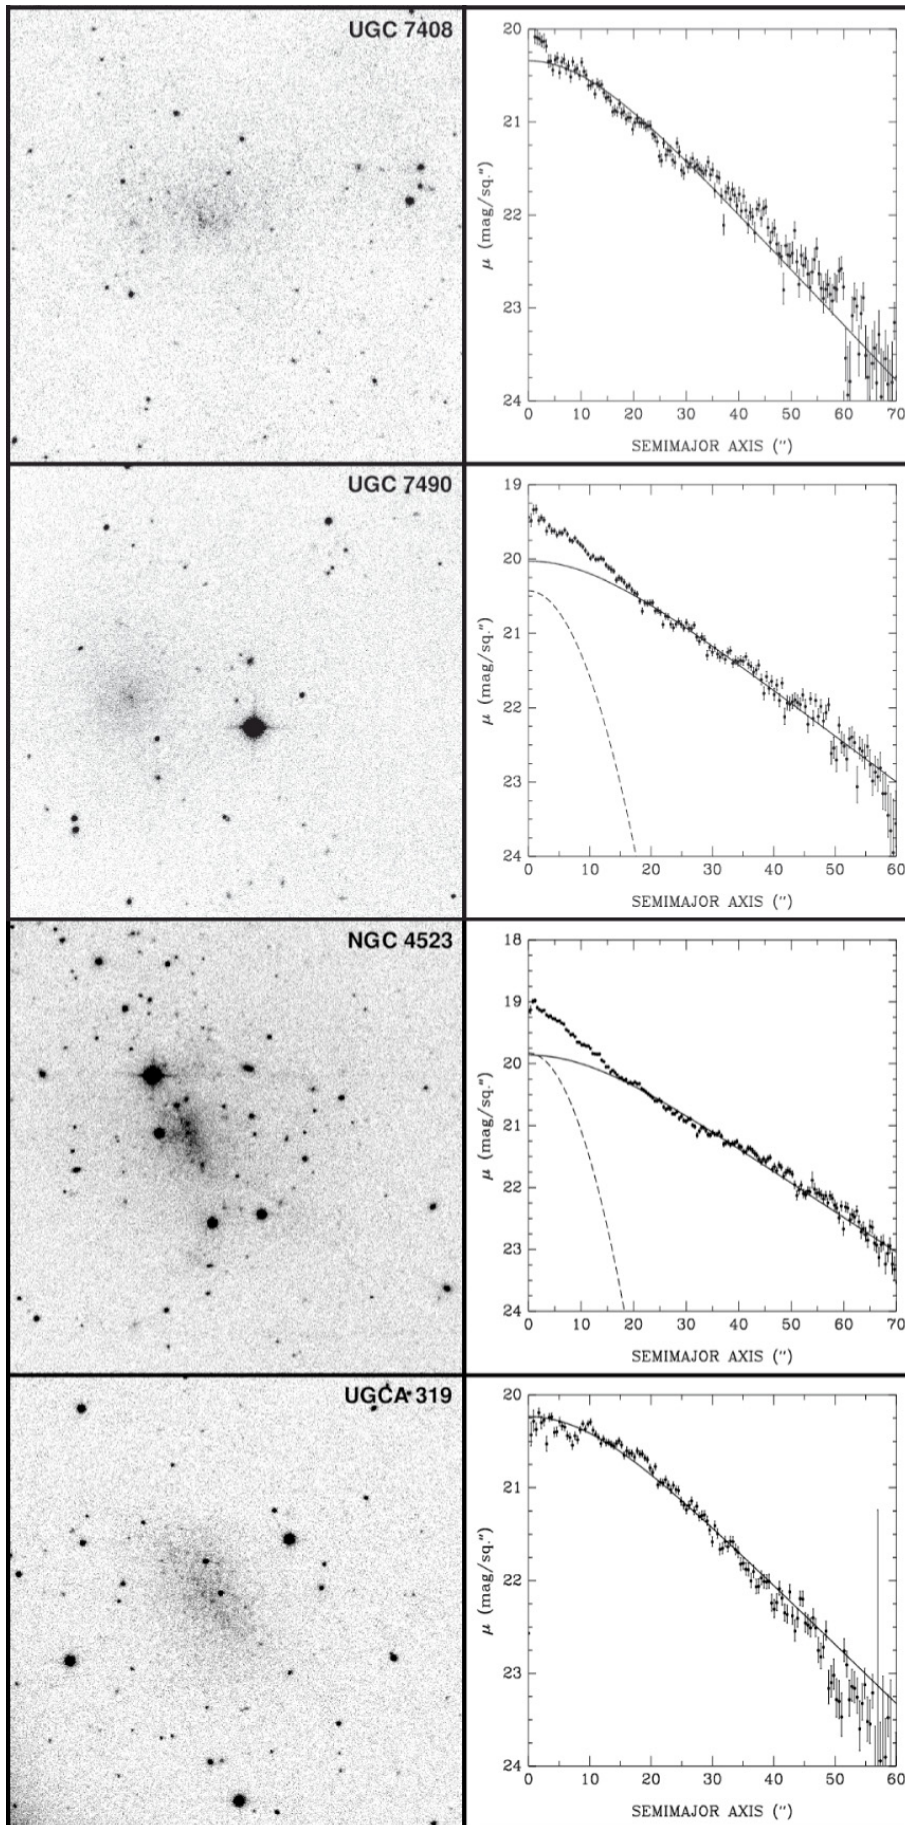 UGC 7408
20
21
22
23
24
μ (mag/sq.")
0 10 20 30 40 50 60 70
SEMIMAJOR AXIS (")
UGC 7490
19
20
21
22
23
24
μ (mag/sq.")
0 10 20 30 40 50 60
SEMIMAJOR AXIS (")
NGC 4523
18
19
20
21
22
23
24
μ (mag/sq.")
0 10 20 30 40 50 60 70
SEMIMAJOR AXIS (")
UGCA 319
20
21
22
23
24
μ (mag/sq.")
0 10 20 30 40 50 60
SEMIMAJOR AXIS (")